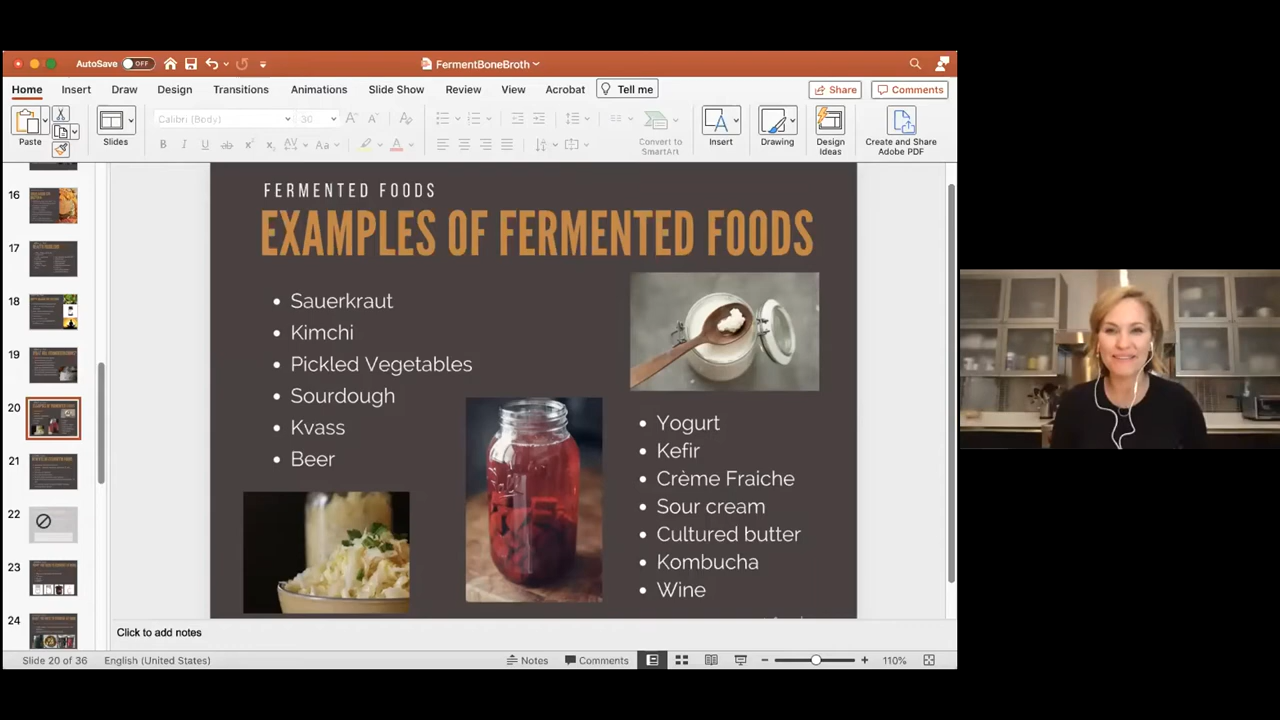 AutoSave OFF
FermentBoneBroth
Home Insert Draw Design Transitions Animations Slide Show Review View Acrobat Tell me Share Comments
Calibri (Body) 30
Paste Slides Convert to SmartArt Insert Drawing Design Ideas Create and Share Adobe PDF
16
17
18
19
20
21
22
23
24
FERMENTED FOODS
EXAMPLES OF FERMENTED FOODS
• Sauerkraut
• Kimchi
• Pickled Vegetables
• Sourdough
• Kvass
• Beer
• Yogurt
• Kefir
• Crème Fraiche
• Sour cream
• Cultured butter
• Kombucha
• Wine
Click to add notes
Slide 20 of 36 English (United States) Notes Comments 110%